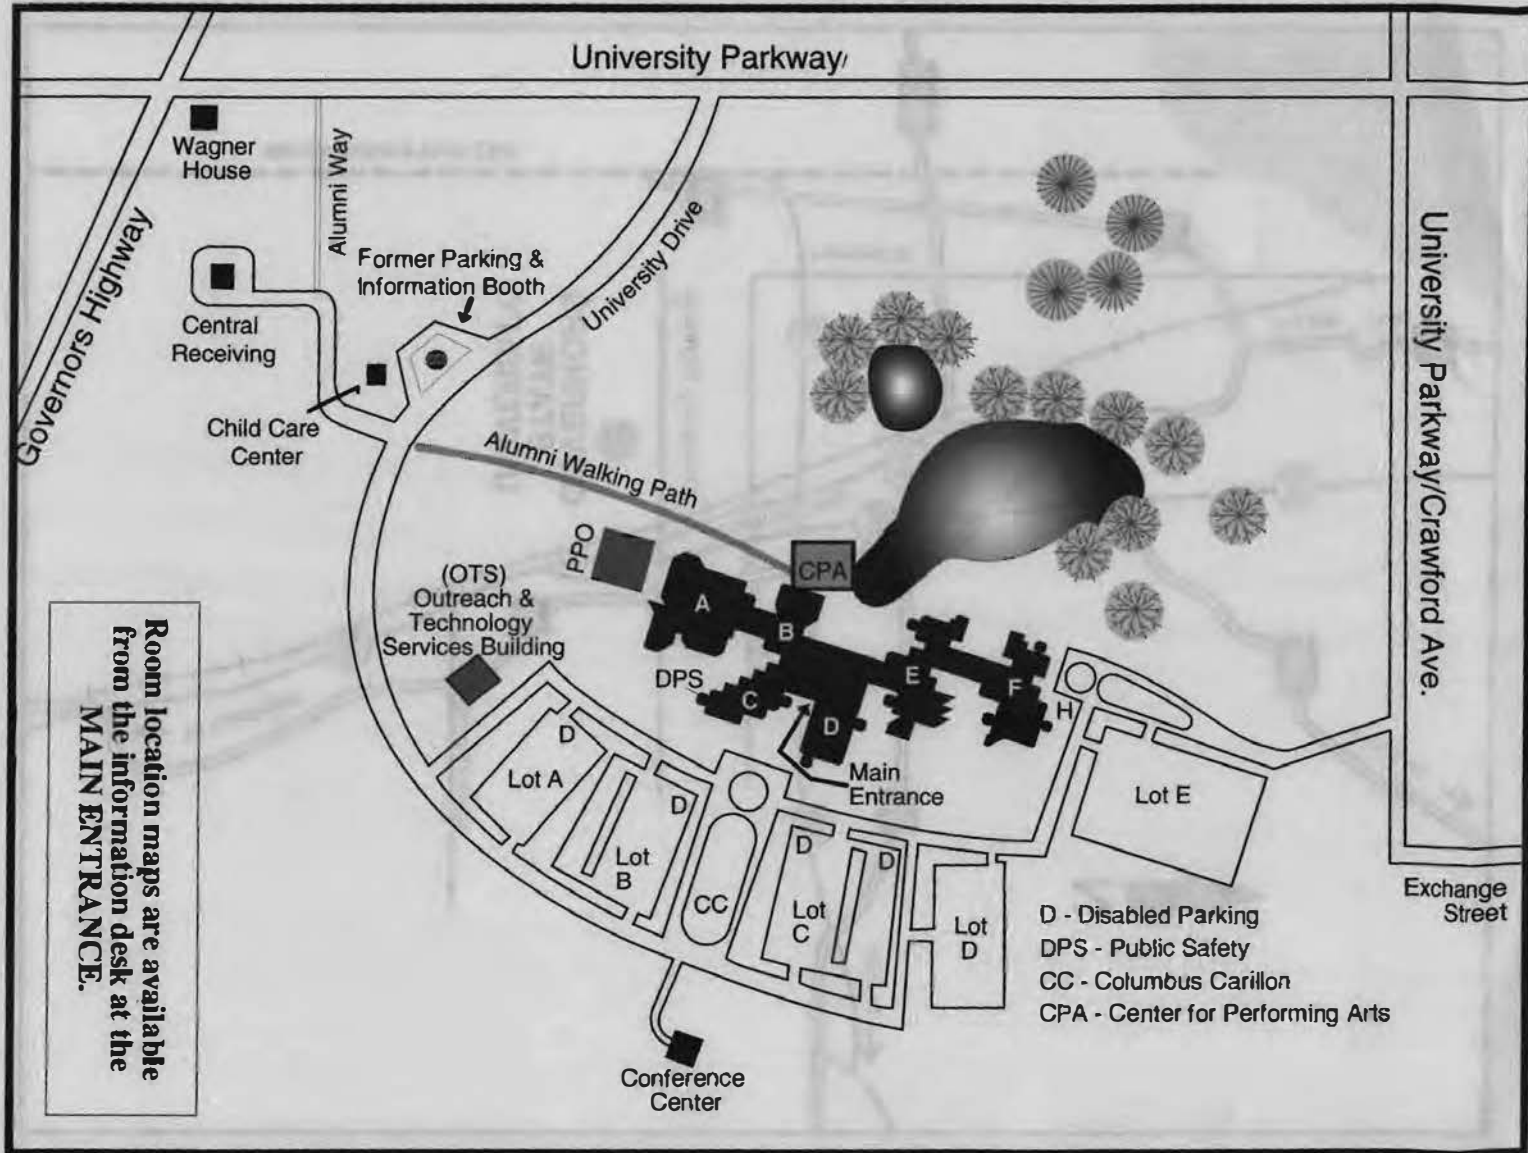 University Parkway
Wagner
House
Alumni Way
Governors Highway
Former Parking &
Information Booth
University Drive
Central
Receiving
Child Care
Center
Alumni Walking Path
University Parkway/Crawford Ave.
PPO
CPA
(OTS)
Outreach &
Technology
Services Building
A
B
DPS
C
D
E
F
H
Main
Entrance
D
Lot A
D
Lot
B
CC
D
D
Lot
C
Lot
D
Lot E
Exchange
Street
D - Disabled Parking
DPS - Public Safety
CC - Columbus Carillon
CPA - Center for Performing Arts
Conference
Center
Room location maps are available
from the information desk at the
MAIN ENTRANCE.